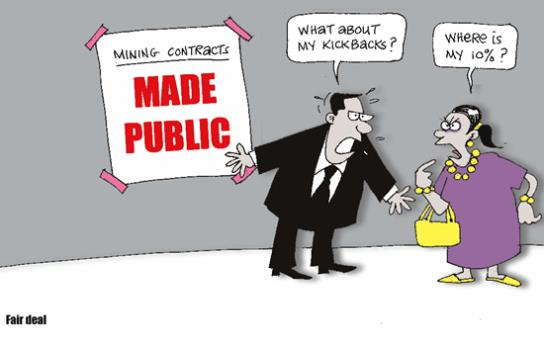 MINING CONTRACTS
MADE
PUBLIC
WHAT ABOUT
MY KICKBACKS?
WHERE IS
MY 10%?
Fair deal